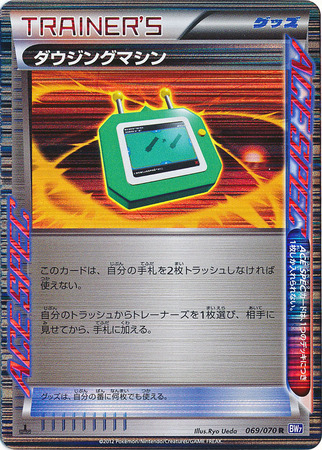 TRAINER'S グッズ
ダウジングマシン
ACE SPEC
ACE SPEC
このカードは、自分の手札を2枚トラッシュしなければ
使えない。
自分のトラッシュからトレーナーズを1枚選び、相手に
見せてから、手札に加える。
グッズは、自分の番に何枚でも使える。
Illus.Ryo Ueda 069/070 R BW7
©2012 Pokémon/Nintendo/Creatures/GAME FREAK.